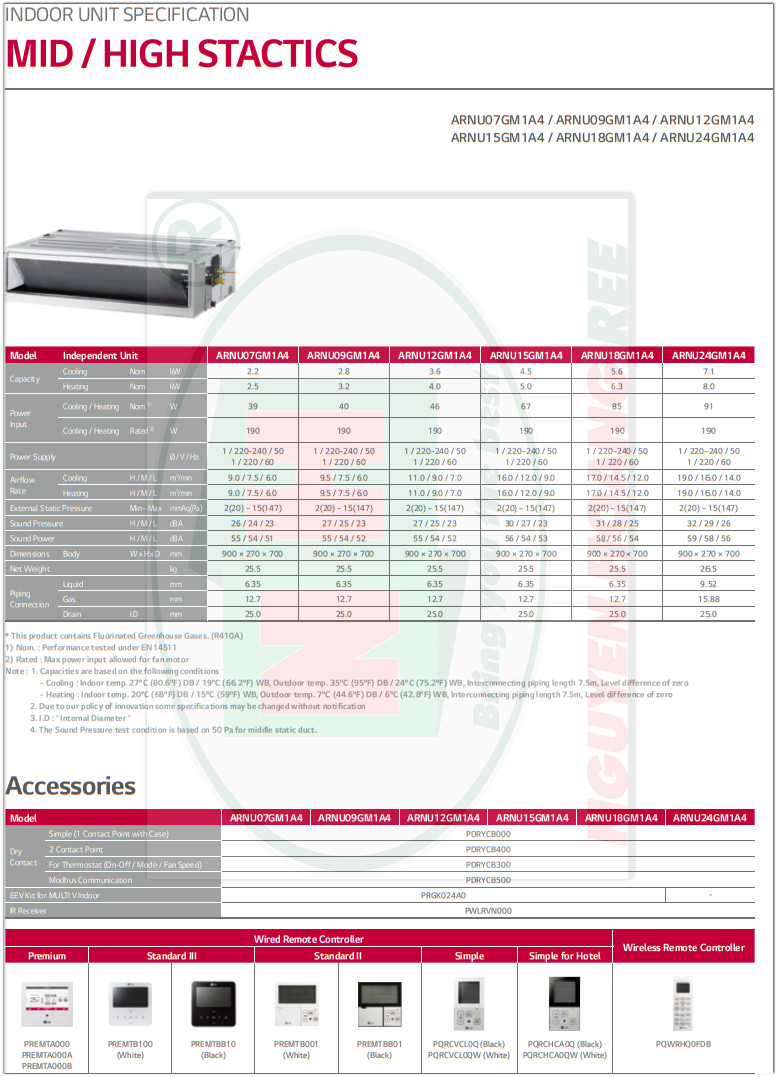 INDOOR UNIT SPECIFICATION
MID / HIGH STACTICS
ARNU07GM1A4 / ARNU09GM1A4 / ARNU12GM1A4
ARNU15GM1A4 / ARNU18GM1A4 / ARNU24GM1A4
R
NET
Bring you the best
NGUYEN NGREE
Model Independent Unit ARNU07GM1A4 ARNU09GM1A4 ARNU12GM1A4 ARNU15GM1A4 ARNU18GM1A4 ARNU24GM1A4
Capacity Cooling Nom kW 2.2 2.8 3.6 4.5 5.6 7.1
Heating Nom kW 2.5 3.2 4.0 5.0 6.3 8.0
Power Input Cooling / Heating Nom 1) W 39 40 46 67 85 91
Cooling / Heating Rated 2) W 190 190 190 190 190 190
Power Supply Ø / V / Hz 1 / 220~240 / 50 1 / 220~240 / 50 1 / 220~240 / 50 1 / 220~240 / 50 1 / 220~240 / 50 1 / 220~240 / 50
1 / 220 / 60 1 / 220 / 60 1 / 220 / 60 1 / 220 / 60 1 / 220 / 60 1 / 220 / 60
Airflow Rate Cooling H / M / L m³/min 9.0 / 7.5 / 6.0 9.5 / 7.5 / 6.0 11.0 / 9.0 / 7.0 16.0 / 12.0 / 9.0 17.0 / 14.5 / 12.0 19.0 / 16.0 / 14.0
Heating H / M / L m³/min 9.0 / 7.5 / 6.0 9.5 / 7.5 / 6.0 11.0 / 9.0 / 7.0 16.0 / 12.0 / 9.0 17.0 / 14.5 / 12.0 19.0 / 16.0 / 14.0
External Static Pressure Min~Max mmAq(Pa) 2(20) ~ 15(147) 2(20) ~ 15(147) 2(20) ~ 15(147) 2(20) ~ 15(147) 2(20) ~ 15(147) 2(20) ~ 15(147)
Sound Pressure H / M / L dBA 26 / 24 / 23 27 / 25 / 23 27 / 25 / 23 30 / 27 / 23 31 / 28 / 25 32 / 29 / 26
Sound Power H / M / L dBA 55 / 54 / 51 55 / 54 / 52 55 / 54 / 52 56 / 54 / 53 58 / 56 / 54 59 / 58 / 56
Dimensions Body W x H x D mm 900 × 270 × 700 900 × 270 × 700 900 × 270 × 700 900 × 270 × 700 900 × 270 × 700 900 × 270 × 700
Net Weight kg 25.5 25.5 25.5 25.5 25.5 26.5
Piping Connection Liquid mm 6.35 6.35 6.35 6.35 6.35 9.52
Gas mm 12.7 12.7 12.7 12.7 12.7 15.88
Drain I.D mm 25.0 25.0 25.0 25.0 25.0 25.0
* This product contains Fluorinated Greenhouse Gases. (R410A)
1) Nom. : Performance tested under EN14511
2) Rated : Max power input allowed for fan motor
Note : 1. Capacities are based on the following conditions
- Cooling : Indoor temp. 27°C (80.6°F) DB / 19°C (66.2°F) WB, Outdoor temp. 35°C (95°F) DB / 24°C (75.2°F) WB, Interconnecting piping length 7.5m, Level difference of zero
- Heating : Indoor temp. 20°C (68°F) DB / 15°C (59°F) WB, Outdoor temp. 7°C (44.6°F) DB / 6°C (42.8°F) WB, Interconnecting piping length 7.5m, Level difference of zero
2. Due to our policy of innovation some specifications may be changed without notification
3. I.D : ' Internal Diameter '
4. The Sound Pressure test condition is based on 50 Pa for middle static duct.
Accessories
Model ARNU07GM1A4 ARNU09GM1A4 ARNU12GM1A4 ARNU15GM1A4 ARNU18GM1A4 ARNU24GM1A4
Dry Contact Simple (1 Contact Point with Case) PDRYCB000
2 Contact Point PDRYCB400
For Thermostat (On-Off / Mode / Fan Speed) PDRYCB300
Modbus Communication PDRYCB500
EEV Kit for MULTI V Indoor PRGK024A0 -
IR Receiver PWLRVN000
Wired Remote Controller Wireless Remote Controller
Premium Standard III Standard II Simple Simple for Hotel
PREMTA000 PREMTB100 PREMTBB10 PREMTB001 PREMTBB01 PQRCVCL0Q (Black) PQRCHCA0Q (Black) PQWRHQ0FDB
PREMTA000A (White) (Black) (White) (Black) PQRCVCL0QW (White) PQRCHCA0QW (White)
PREMTA000B